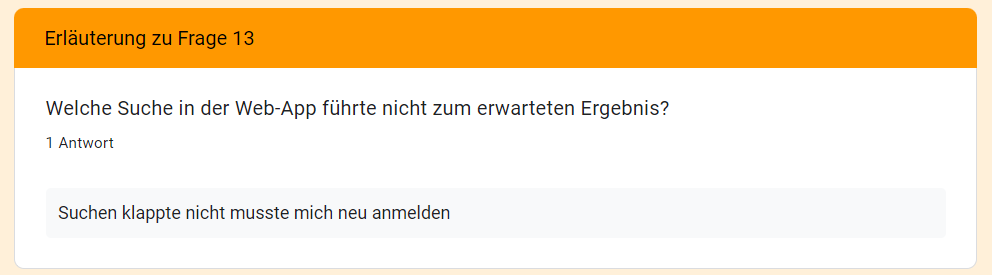 Erläuterung zu Frage 13
Welche Suche in der Web-App führte nicht zum erwarteten Ergebnis?
1 Antwort
Suchen klappte nicht musste mich neu anmelden